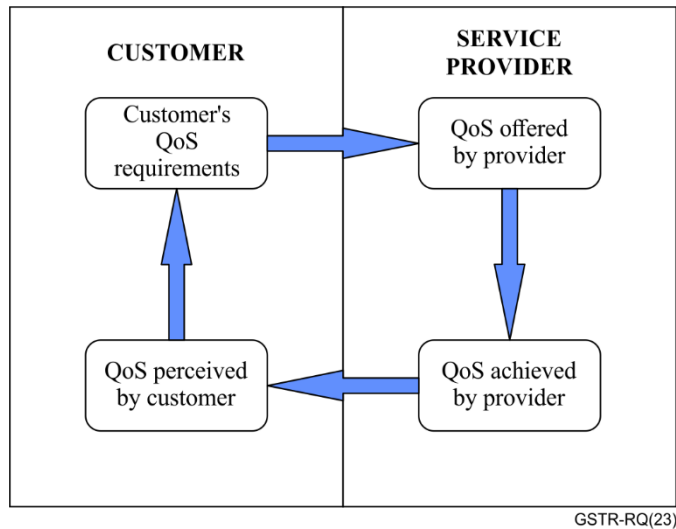 CUSTOMER
SERVICE
PROVIDER
Customer's
QoS
requirements
QoS offered
by provider
QoS perceived
by customer
QoS achieved
by provider
GSTR-RQ(23)